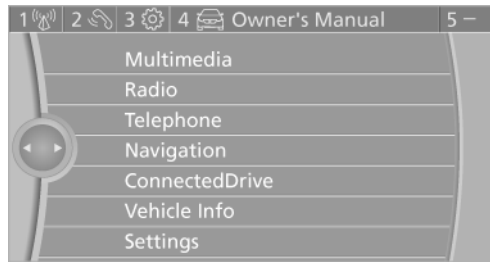 1 2 3 4 Owner's Manual 5 –
Multimedia
Radio
Telephone
Navigation
ConnectedDrive
Vehicle Info
Settings